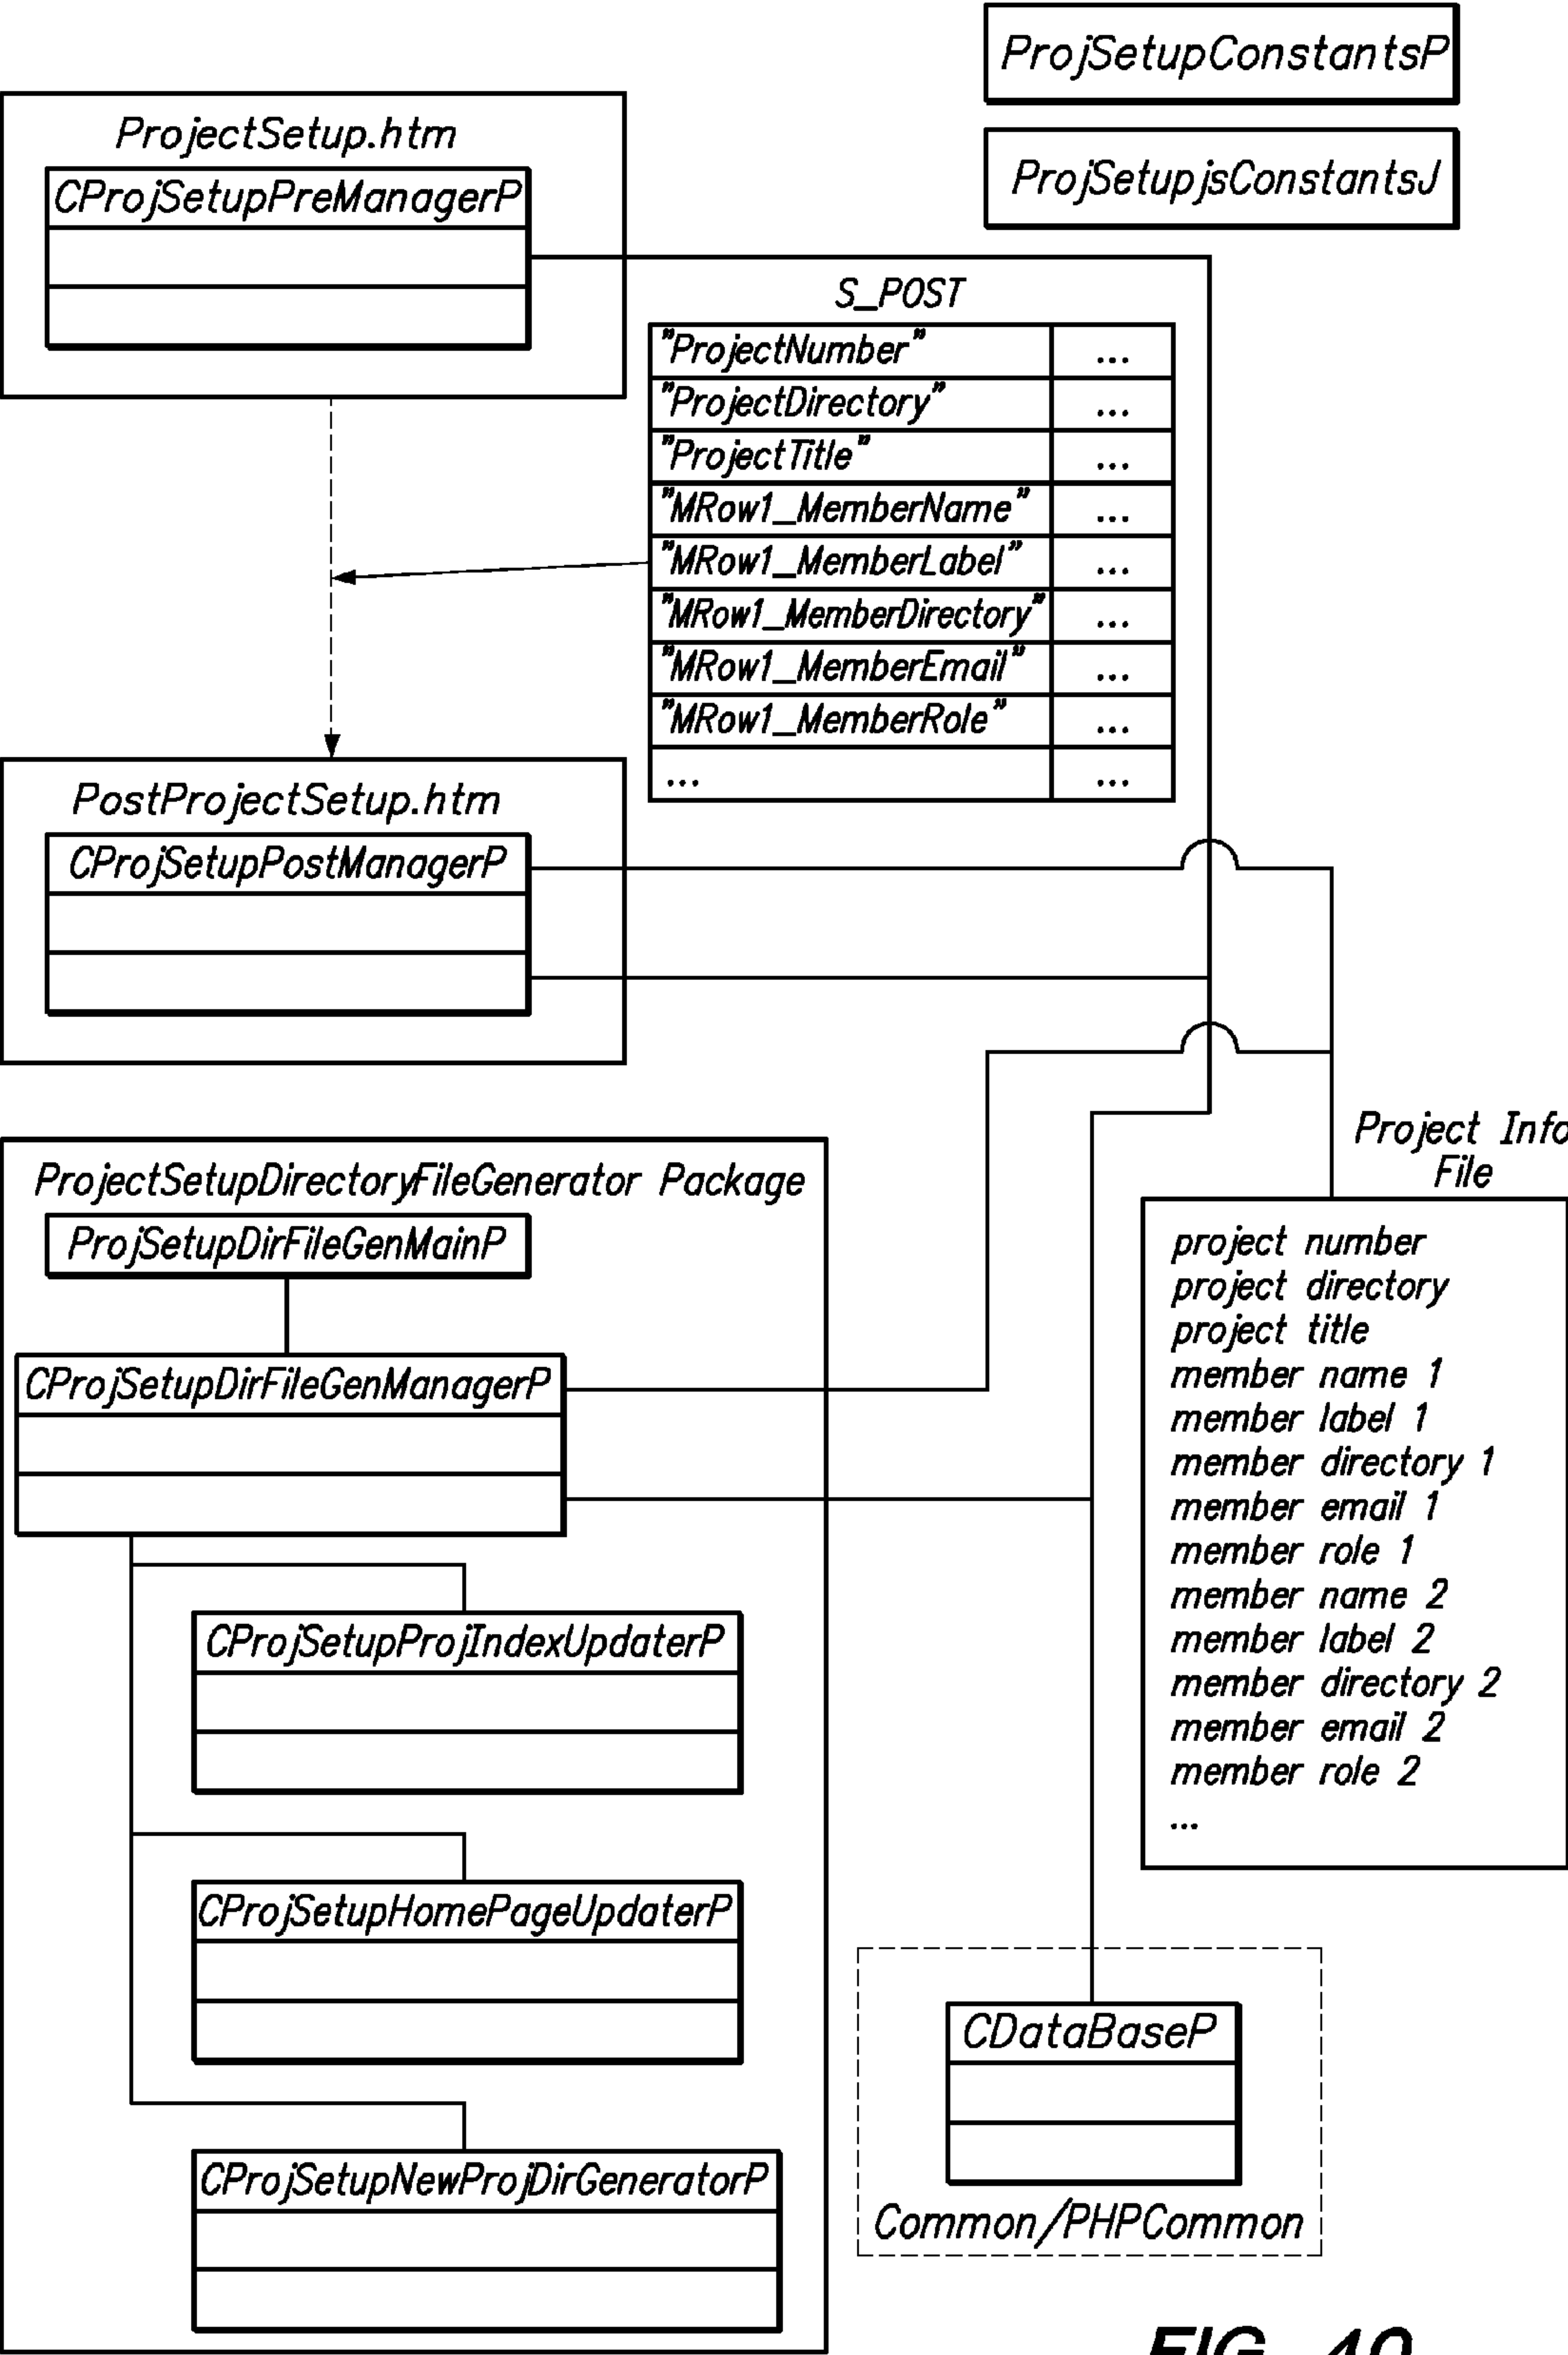 ProjSetupConstantsP
ProjSetupjsConstantsJ
ProjectSetup.htm
CProjSetupPreManagerP
S_POST
"ProjectNumber" ...
"ProjectDirectory" ...
"ProjectTitle" ...
"MRow1_MemberName" ...
"MRow1_MemberLabel" ...
"MRow1_MemberDirectory" ...
"MRow1_MemberEmail" ...
"MRow1_MemberRole" ...
... ...
PostProjectSetup.htm
CProjSetupPostManagerP
ProjectSetupDirectoryFileGenerator Package
ProjSetupDirFileGenMainP
CProjSetupDirFileGenManagerP
CProjSetupProjIndexUpdaterP
CProjSetupHomePageUpdaterP
CProjSetupNewProjDirGeneratorP
Project Info
File
project number
project directory
project title
member name 1
member label 1
member directory 1
member email 1
member role 1
member name 2
member label 2
member directory 2
member email 2
member role 2
...
CDataBaseP
Common/PHPCommon
FIG.